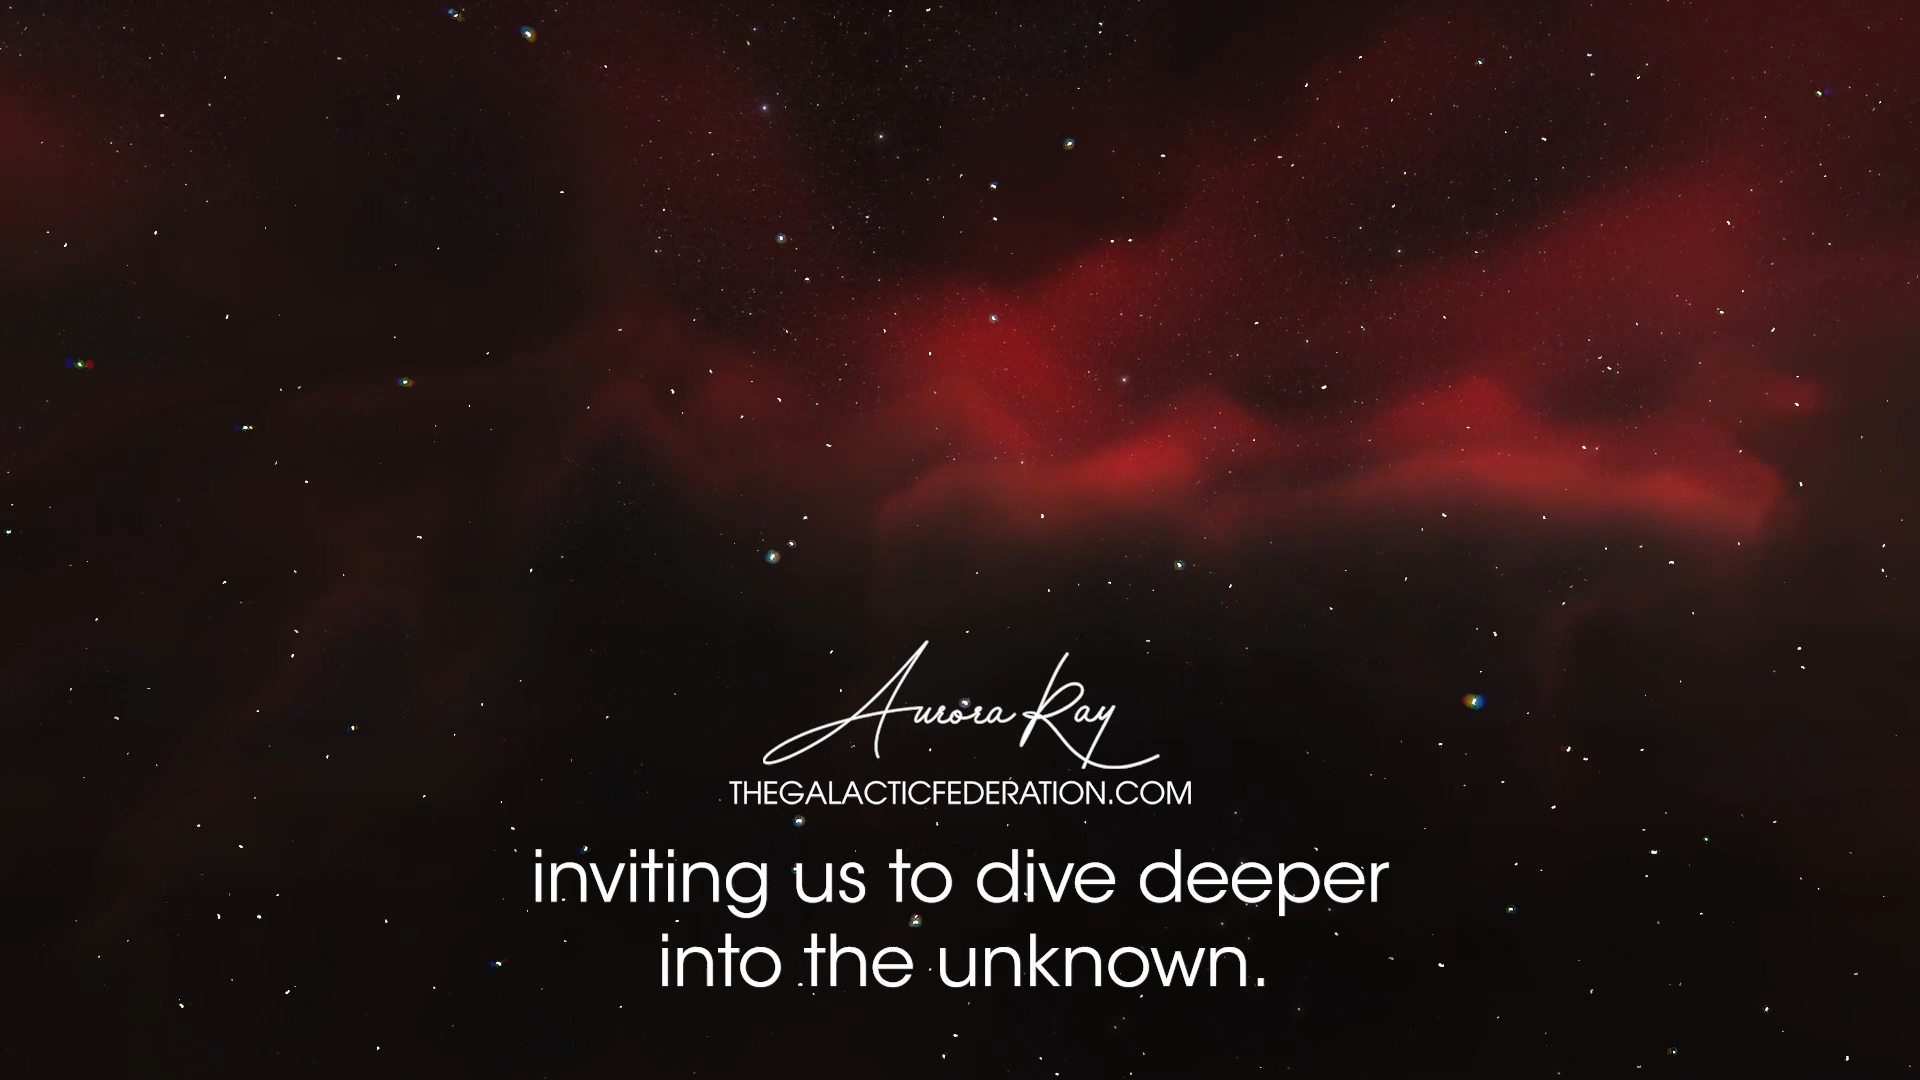 Aurora Ray
THEGALACTICFEDERATION.COM
inviting us to dive deeper
into the unknown.